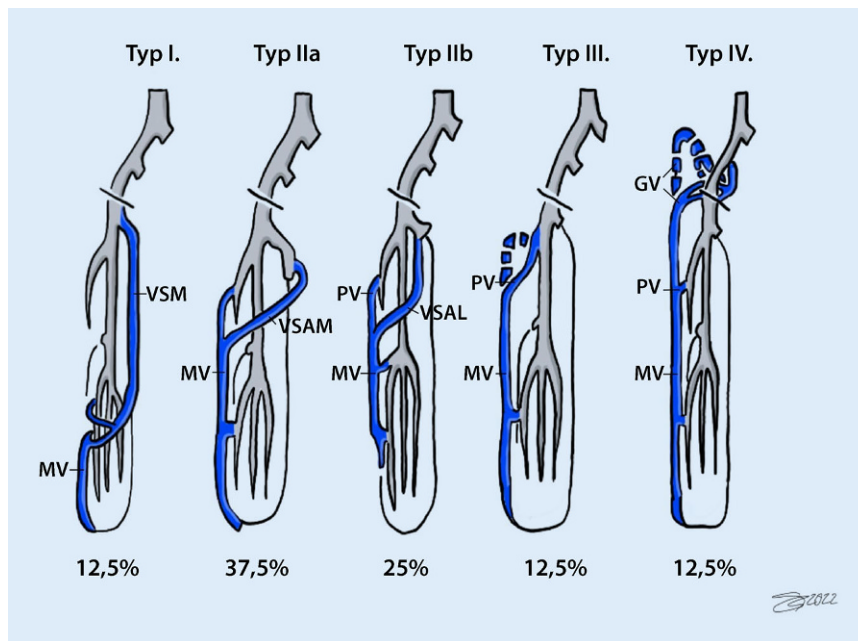 Typ I. Typ IIa Typ IIb Typ III. Typ IV.
GV
VSM PV PV PV
VSAM VSAL
MV MV MV MV
MV
12,5% 37,5% 25% 12,5% 12,5%
2022